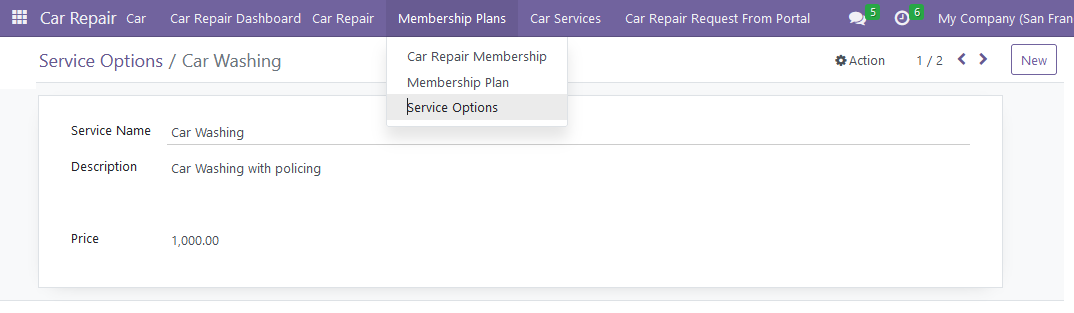 Car Repair Car Car Repair Dashboard Car Repair Membership Plans Car Services Car Repair Request From Portal 5 6 My Company (San Fran
Service Options / Car Washing Action 1 / 2 New
Car Repair Membership
Membership Plan
Service Options
Service Name Car Washing
Description Car Washing with policing
Price 1,000.00